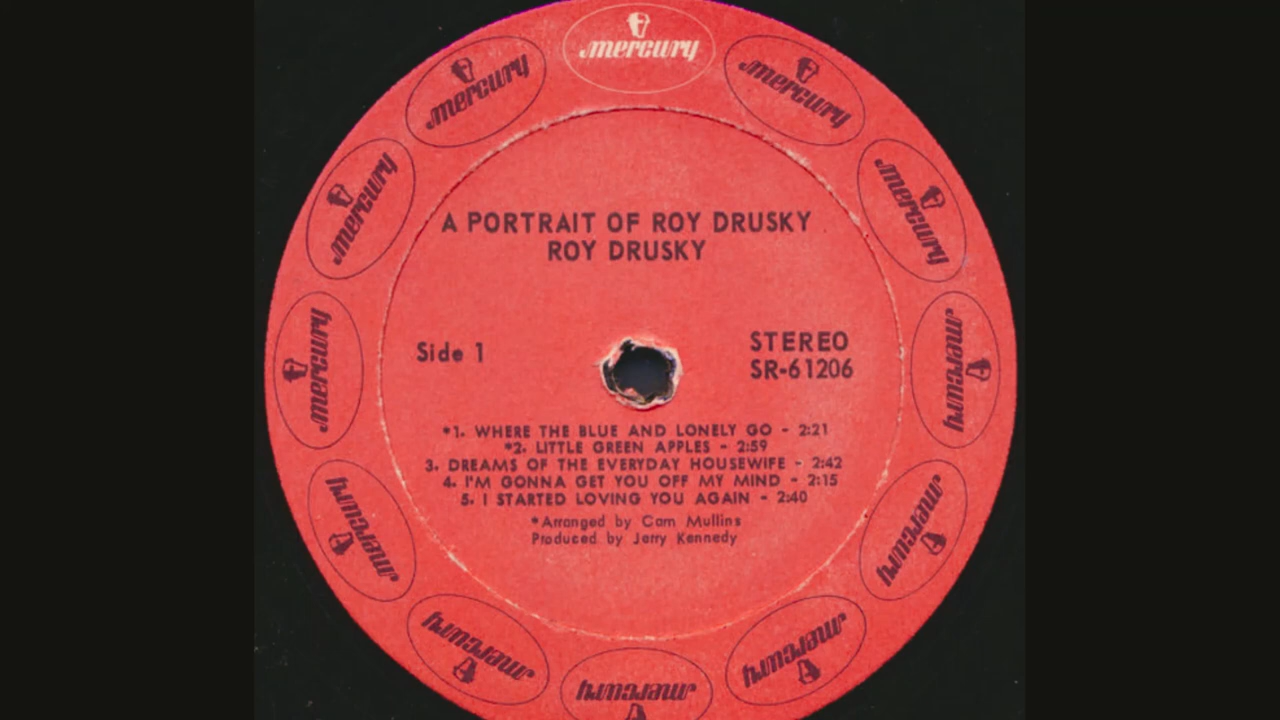 mercury
mercury
mercury
mercury
mercury
mercury
mercury
mercury
mercury
mercury
mercury
mercury
A PORTRAIT OF ROY DRUSKY
ROY DRUSKY
Side 1
STEREO
SR-61206
*1. WHERE THE BLUE AND LONELY GO - 2:21
*2. LITTLE GREEN APPLES - 2:59
3. DREAMS OF THE EVERYDAY HOUSEWIFE - 2:42
4. I'M GONNA GET YOU OFF MY MIND - 2:15
5. I STARTED LOVING YOU AGAIN - 2:40
*Arranged by Cam Mullins
Produced by Jerry Kennedy